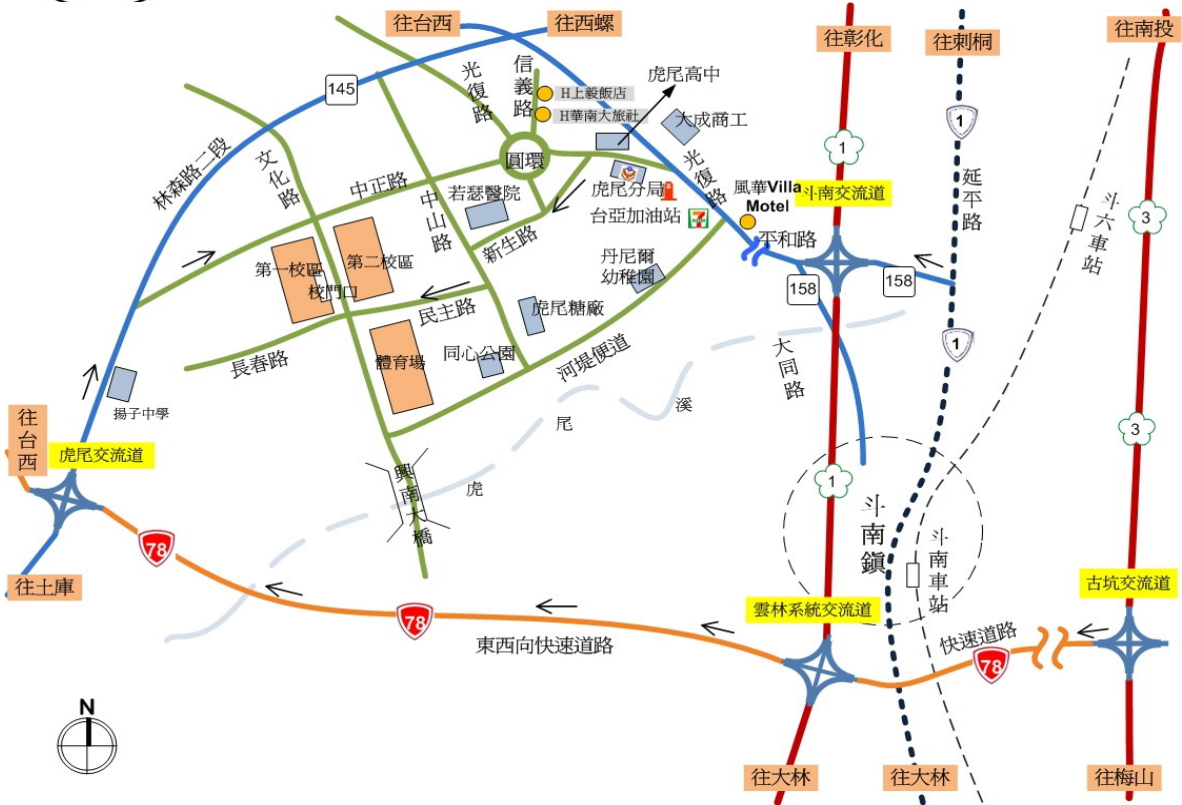 往台西
往西螺
往彰化
往刺桐
往南投
145
光復路
信義路
H上毅飯店
H華南大旅社
虎尾高中
大成商工
1
1
3
圓環
林森路二段
文化路
中正路
中山路
若瑟醫院
新生路
虎尾分局
台亞加油站
7
光復路
風華Villa
Motel
斗南交流道
平和路
158
158
延平路
斗六車站
第一校區
第二校區
校門口
民主路
長春路
體育場
同心公園
虎尾糖廠
丹尼爾
幼稚園
河堤便道
大同路
1
3
揚子中學
往台西
虎尾交流道
興南大橋
虎
尾
溪
1
斗南鎮
斗南車站
78
78
往土庫
東西向快速道路
雲林系統交流道
快速道路
78
古坑交流道
N
往大林
往大林
往梅山